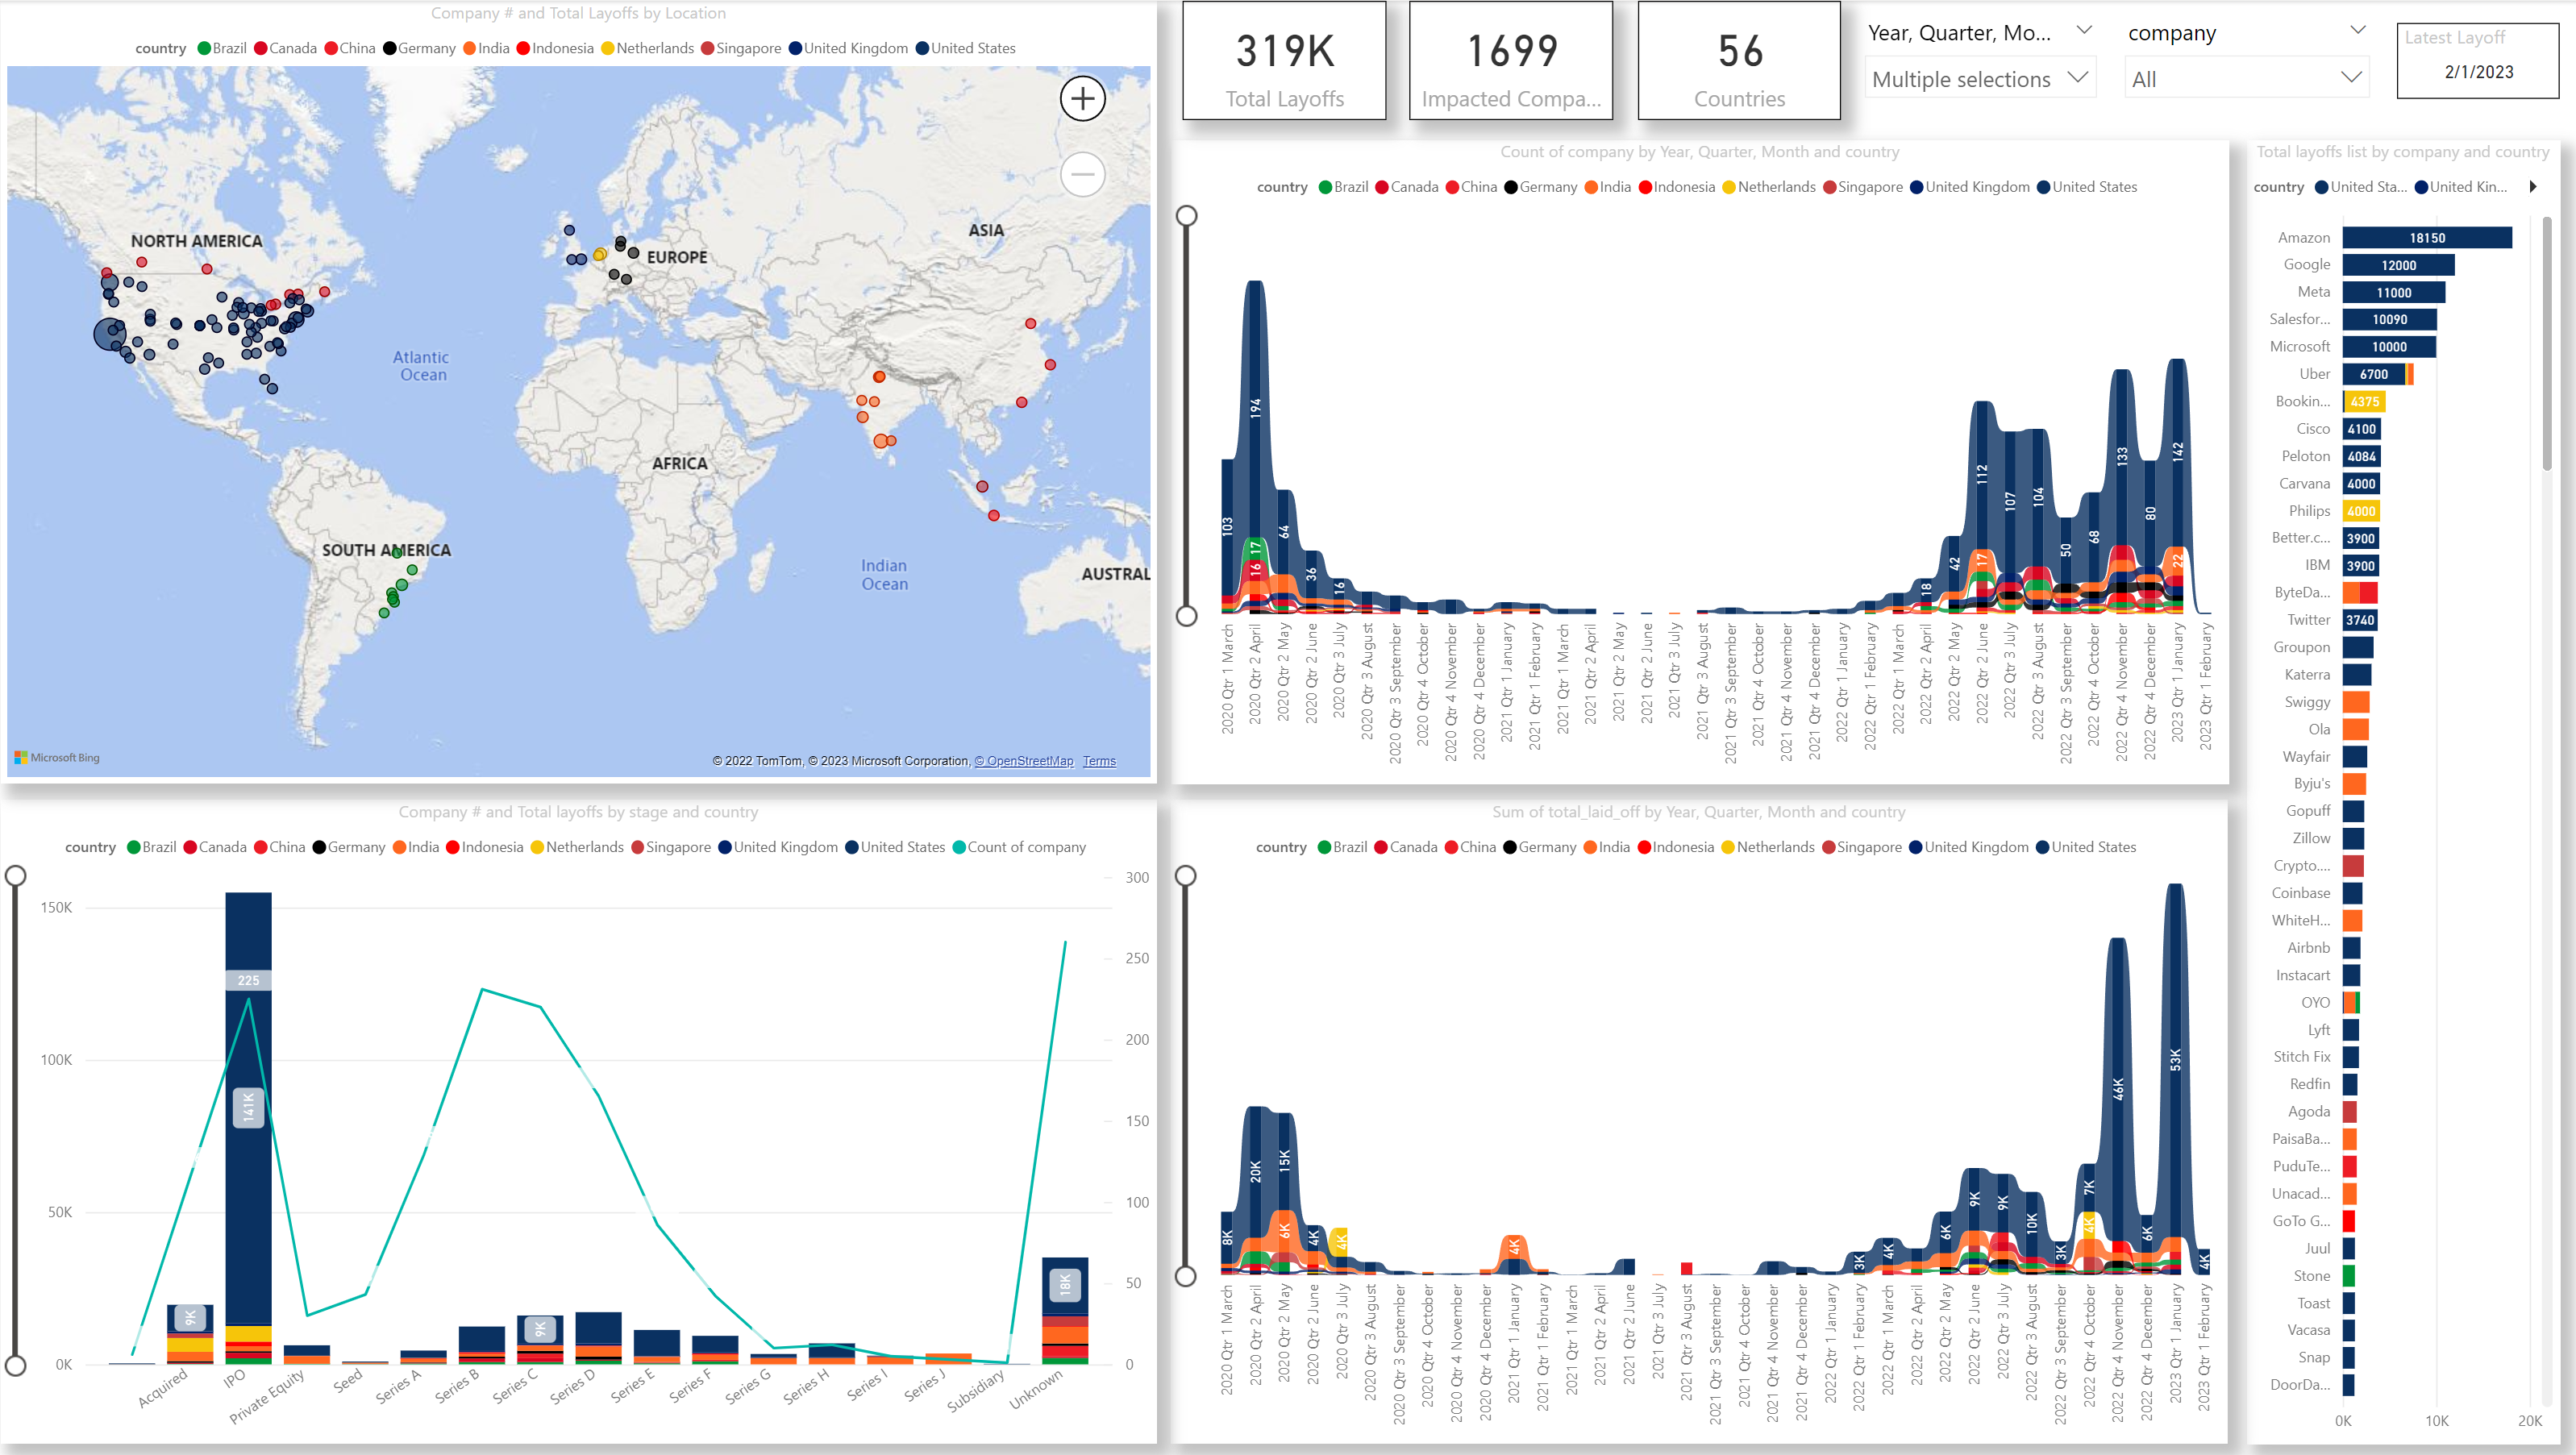 Company # and Total Layoffs by Location
country Brazil Canada China Germany India Indonesia Netherlands Singapore United Kingdom United States
NORTH AMERICA
EUROPE
ASIA
Atlantic
Ocean
AFRICA
SOUTH AMERICA
Indian
Ocean
AUSTRAL
Microsoft Bing
© 2022 TomTom, © 2023 Microsoft Corporation, © OpenStreetMap Terms
319K
Total Layoffs
1699
Impacted Compa...
56
Countries
Year, Quarter, Mo...
Multiple selections
company
All
Latest Layoff
2/1/2023
Count of company by Year, Quarter, Month and country
country Brazil Canada China Germany India Indonesia Netherlands Singapore United Kingdom United States
103
194
17
16
64
36
16
18
42
112
17
107
104
50
68
133
80
142
22
2020 Qtr 1 March
2020 Qtr 2 April
2020 Qtr 2 May
2020 Qtr 2 June
2020 Qtr 3 July
2020 Qtr 3 August
2020 Qtr 3 September
2020 Qtr 4 October
2020 Qtr 4 November
2020 Qtr 4 December
2021 Qtr 1 January
2021 Qtr 1 February
2021 Qtr 1 March
2021 Qtr 2 April
2021 Qtr 2 May
2021 Qtr 2 June
2021 Qtr 3 July
2021 Qtr 3 August
2021 Qtr 3 September
2021 Qtr 4 October
2021 Qtr 4 November
2021 Qtr 4 December
2022 Qtr 1 January
2022 Qtr 1 February
2022 Qtr 1 March
2022 Qtr 2 April
2022 Qtr 2 May
2022 Qtr 2 June
2022 Qtr 3 July
2022 Qtr 3 August
2022 Qtr 3 September
2022 Qtr 4 October
2022 Qtr 4 November
2022 Qtr 4 December
2023 Qtr 1 January
2023 Qtr 1 February
Total layoffs list by company and country
country United Sta... United Kin...
Amazon 18150
Google 12000
Meta 11000
Salesfor... 10090
Microsoft 10000
Uber 6700
Bookin... 4375
Cisco 4100
Peloton 4084
Carvana 4000
Philips 4000
Better.c... 3900
IBM 3900
ByteDa...
Twitter 3740
Groupon
Katerra
Swiggy
Ola
Wayfair
Byju's
Gopuff
Zillow
Crypto....
Coinbase
WhiteH...
Airbnb
Instacart
OYO
Lyft
Stitch Fix
Redfin
Agoda
PaisaBa...
PuduTe...
Unacad...
GoTo G...
Juul
Stone
Toast
Vacasa
Snap
DoorDa...
0K 10K 20K
Company # and Total layoffs by stage and country
country Brazil Canada China Germany India Indonesia Netherlands Singapore United Kingdom United States Count of company
150K
100K
50K
0K
300
250
200
150
100
50
0
9K
225
141K
9K
18K
Acquired
IPO
Private Equity
Seed
Series A
Series B
Series C
Series D
Series E
Series F
Series G
Series H
Series I
Series J
Subsidiary
Unknown
Sum of total_laid_off by Year, Quarter, Month and country
country Brazil Canada China Germany India Indonesia Netherlands Singapore United Kingdom United States
8K
20K
15K
6K
4K
4K
4K
3K
4K
6K
9K
9K
10K
3K
7K
4K
46K
6K
53K
4K
2020 Qtr 1 March
2020 Qtr 2 April
2020 Qtr 2 May
2020 Qtr 2 June
2020 Qtr 3 July
2020 Qtr 3 August
2020 Qtr 3 September
2020 Qtr 4 October
2020 Qtr 4 November
2020 Qtr 4 December
2021 Qtr 1 January
2021 Qtr 1 February
2021 Qtr 1 March
2021 Qtr 2 April
2021 Qtr 2 June
2021 Qtr 3 July
2021 Qtr 3 August
2021 Qtr 3 September
2021 Qtr 4 October
2021 Qtr 4 November
2021 Qtr 4 December
2022 Qtr 1 January
2022 Qtr 1 February
2022 Qtr 1 March
2022 Qtr 2 April
2022 Qtr 2 May
2022 Qtr 2 June
2022 Qtr 3 July
2022 Qtr 3 August
2022 Qtr 3 September
2022 Qtr 4 October
2022 Qtr 4 November
2022 Qtr 4 December
2023 Qtr 1 January
2023 Qtr 1 February